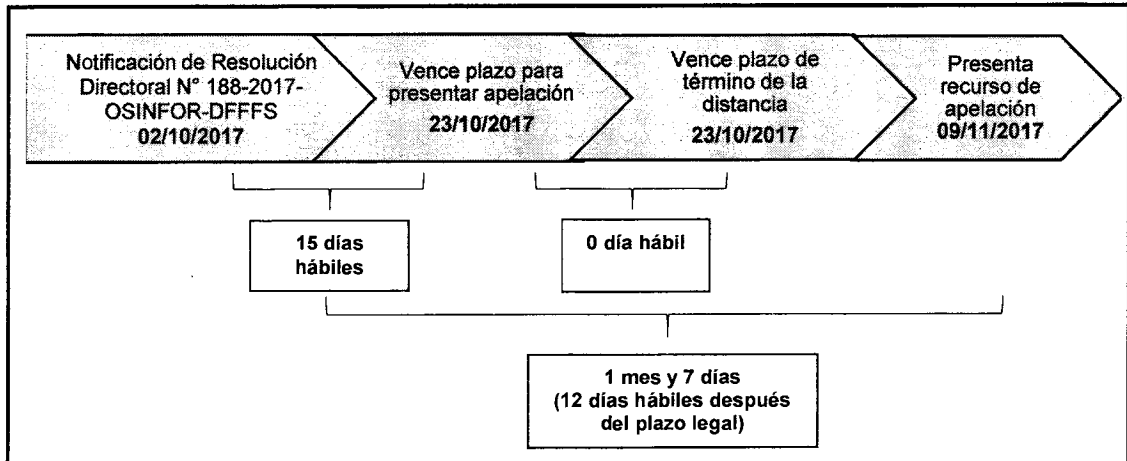 Notificación de Resolución
Directoral N° 188-2017-
OSINFOR-DFFFS
02/10/2017
Vence plazo para
presentar apelación
23/10/2017
Vence plazo de
término de la
distancia
23/10/2017
Presenta
recurso de
apelación
09/11/2017
15 días
hábiles
0 día hábil
1 mes y 7 días
(12 días hábiles después
del plazo legal)